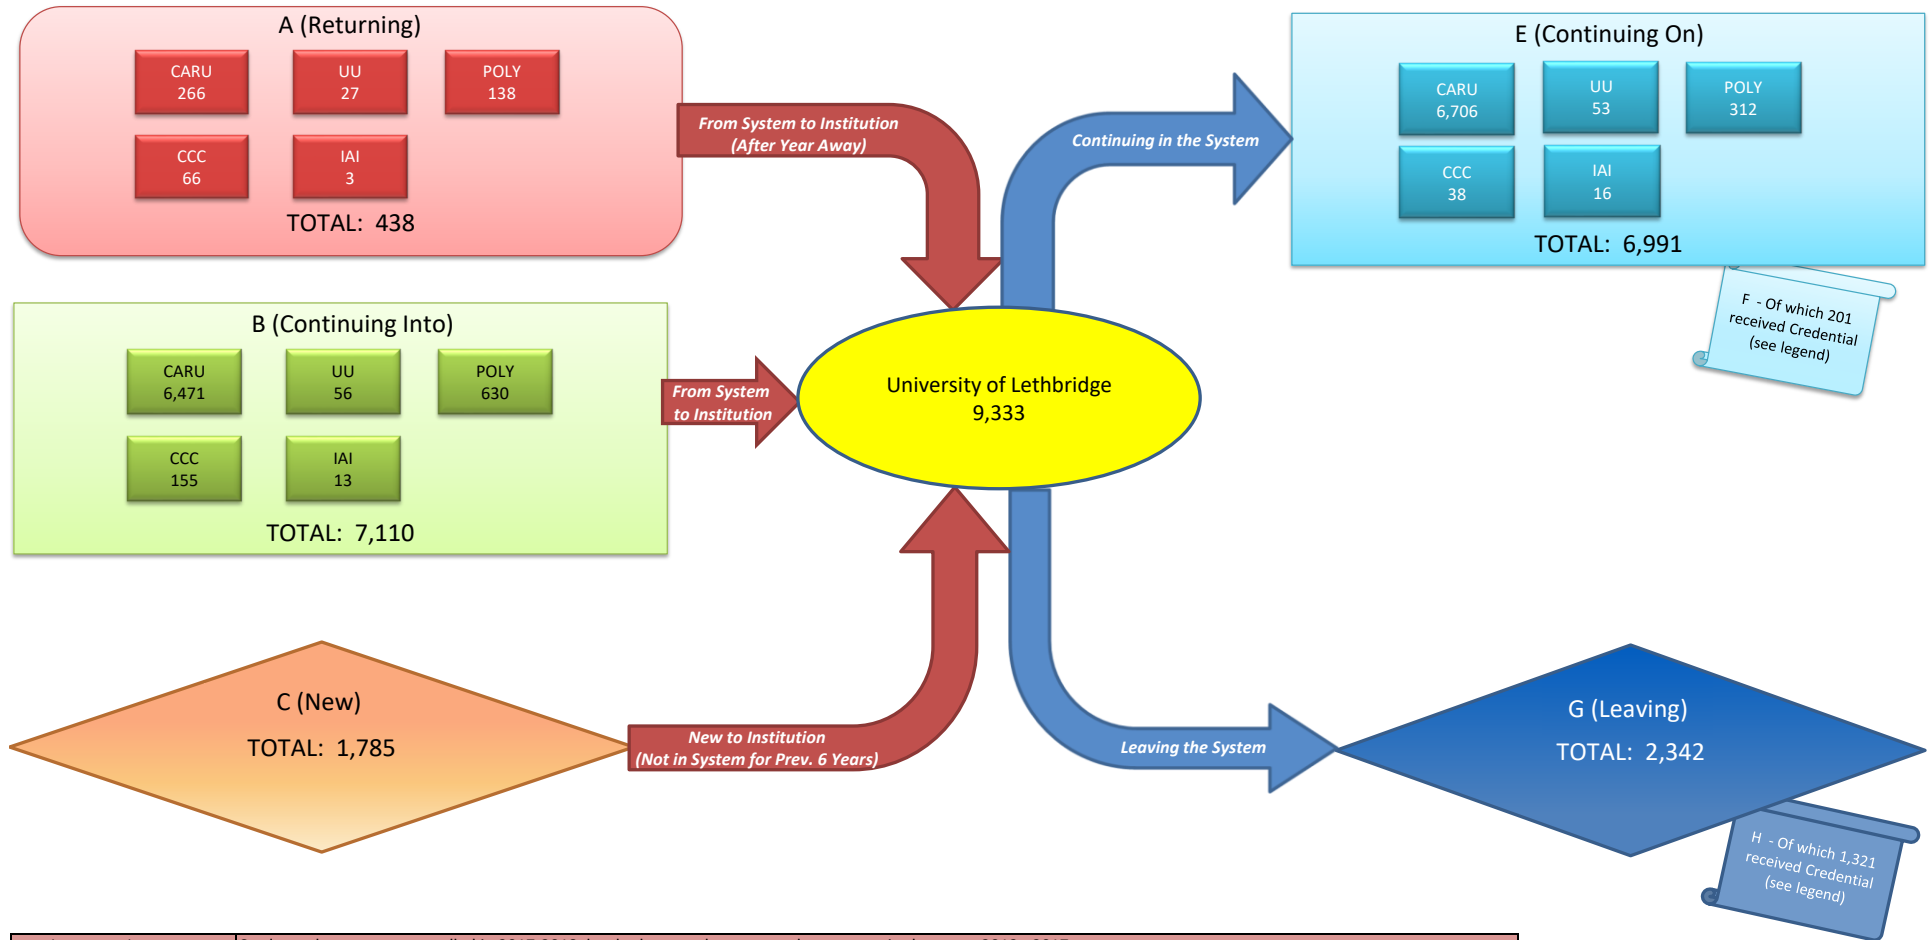 A (Returning)
CARU
266
UU
27
POLY
138
CCC
66
IAI
3
TOTAL: 438
From System to Institution
(After Year Away)
B (Continuing Into)
CARU
6,471
UU
56
POLY
630
CCC
155
IAI
13
TOTAL: 7,110
From System
to Institution
C (New)
TOTAL: 1,785
New to Institution
(Not in System for Prev. 6 Years)
University of Lethbridge
9,333
Continuing in the System
E (Continuing On)
CARU
6,706
UU
53
POLY
312
CCC
38
IAI
16
TOTAL: 6,991
F - Of which 201
received Credential
(see legend)
Leaving the System
G (Leaving)
TOTAL: 2,342
H - Of which 1,321
received Credential
(see legend)